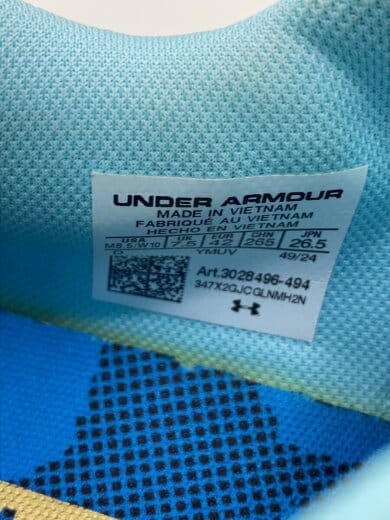 UNDER ARMOUR
MADE IN VIETNAM
FABRIQUÉ AU VIETNAM
HECHO EN VIETNAM
USA UK EUR CHN JPN
M8.5/W10 7.5 42 265 26.5
D YMUV 49/24
Art.3028496-494
347X2GJCGLNMH2N